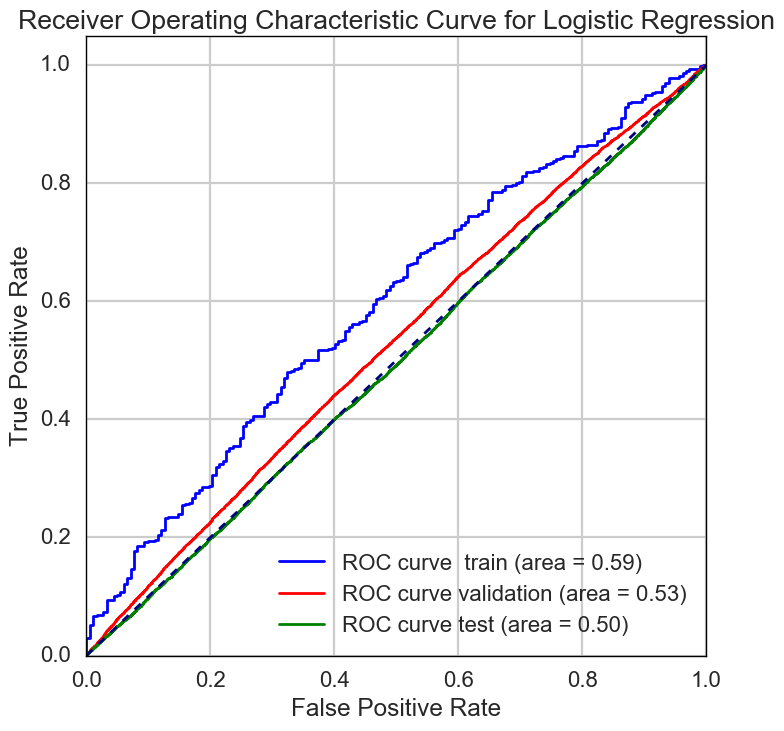 Receiver Operating Characteristic Curve for Logistic Regression
1.0
0.8
0.6
0.4
0.2
0.0
True Positive Rate
ROC curve  train (area = 0.59)
ROC curve validation (area = 0.53)
ROC curve test (area = 0.50)
0.0 0.2 0.4 0.6 0.8 1.0
False Positive Rate